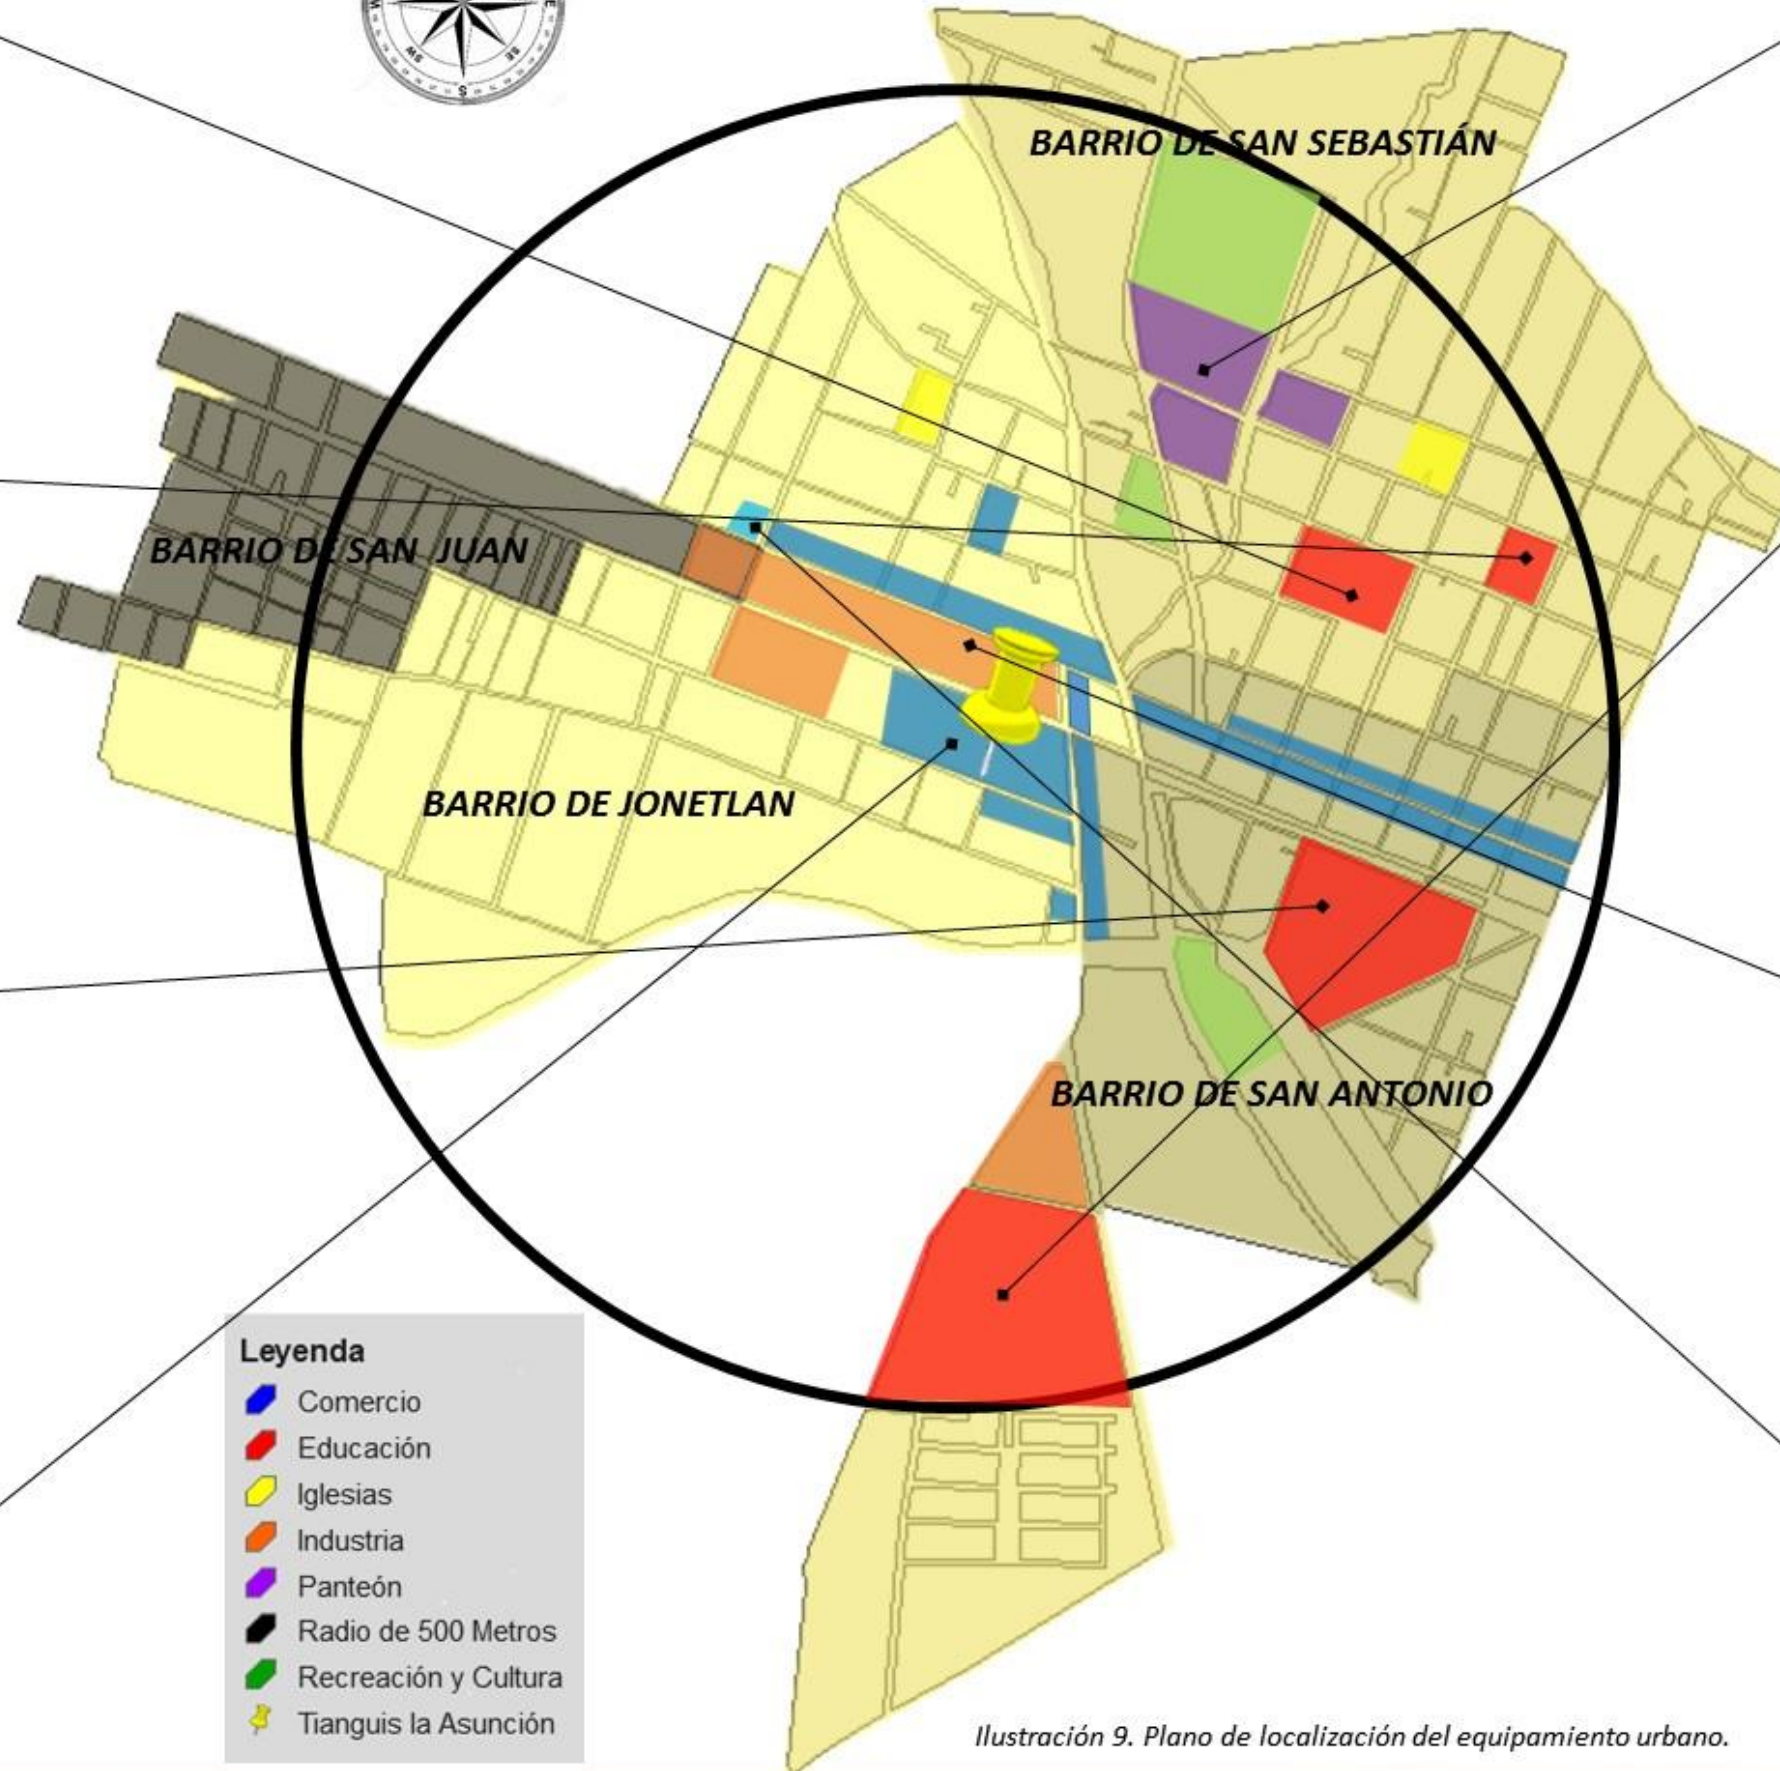 W
E
SW
SE
S
BARRIO DE SAN SEBASTIÁN
BARRIO DE SAN JUAN
BARRIO DE JONETLAN
BARRIO DE SAN ANTONIO
Leyenda
Comercio
Educación
Iglesias
Industria
Panteón
Radio de 500 Metros
Recreación y Cultura
Tianguis la Asunción
Ilustración 9. Plano de localización del equipamiento urbano.